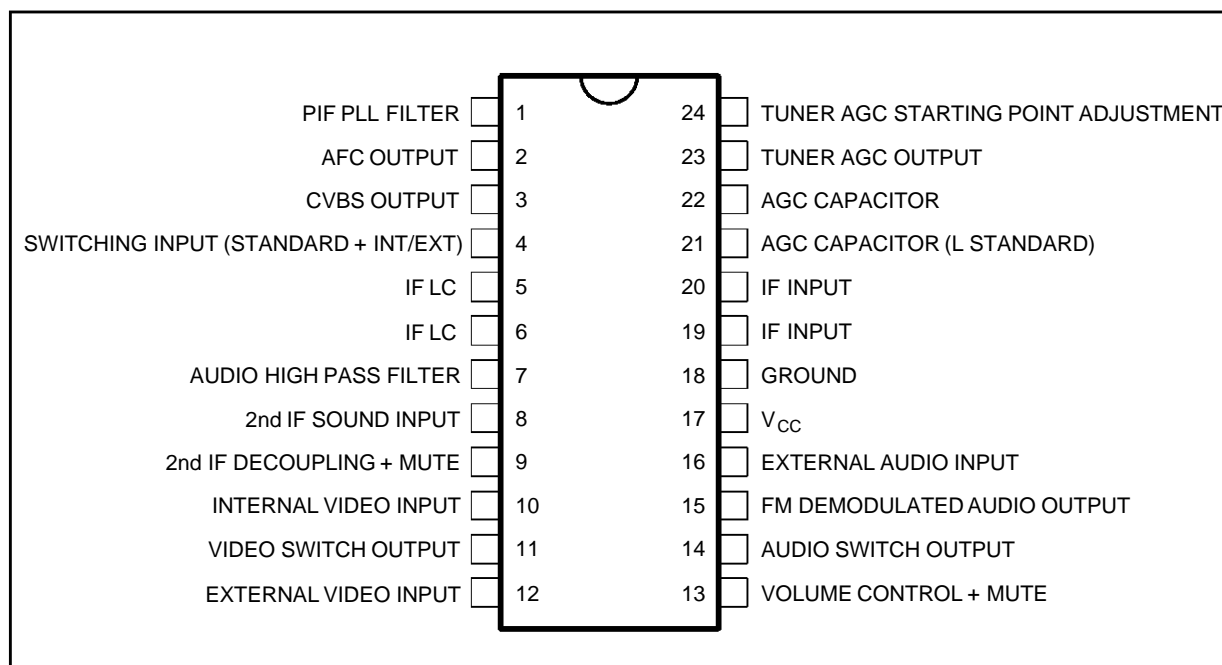 PIF PLL FILTER 1 24 TUNER AGC STARTING POINT ADJUSTMENT
AFC OUTPUT 2 23 TUNER AGC OUTPUT
CVBS OUTPUT 3 22 AGC CAPACITOR
SWITCHING INPUT (STANDARD + INT/EXT) 4 21 AGC CAPACITOR (L STANDARD)
IF LC 5 20 IF INPUT
IF LC 6 19 IF INPUT
AUDIO HIGH PASS FILTER 7 18 GROUND
2nd IF SOUND INPUT 8 17 VCC
2nd IF DECOUPLING + MUTE 9 16 EXTERNAL AUDIO INPUT
INTERNAL VIDEO INPUT 10 15 FM DEMODULATED AUDIO OUTPUT
VIDEO SWITCH OUTPUT 11 14 AUDIO SWITCH OUTPUT
EXTERNAL VIDEO INPUT 12 13 VOLUME CONTROL + MUTE